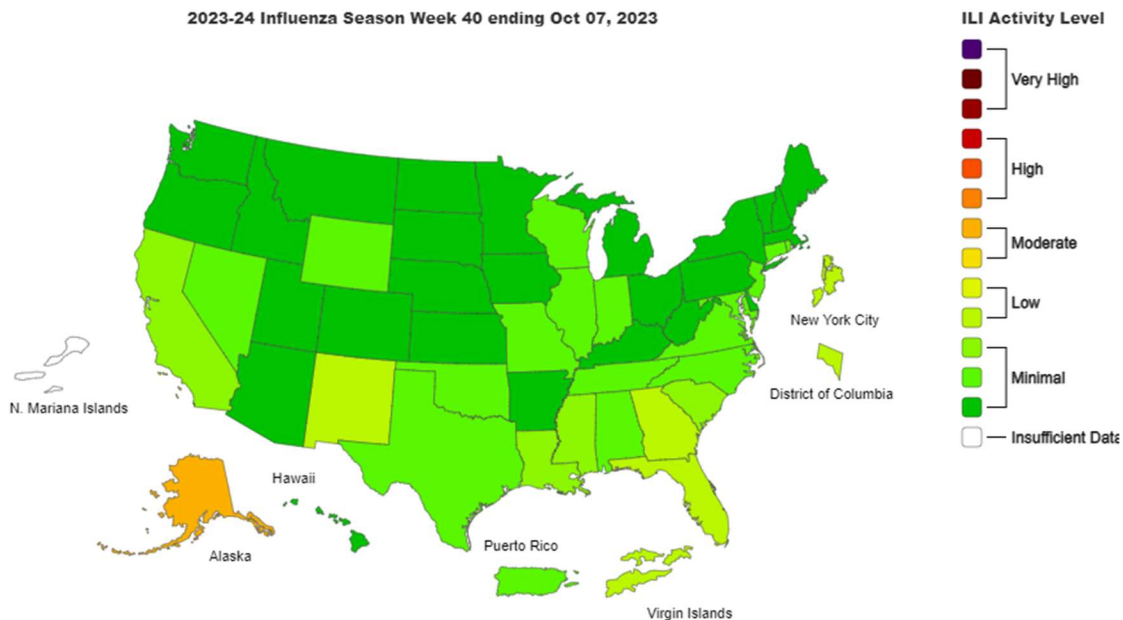 2023-24 Influenza Season Week 40 ending Oct 07, 2023
ILI Activity Level
Very High
High
Moderate
Low
Minimal
Insufficient Data
New York City
District of Columbia
N. Mariana Islands
Hawaii
Alaska
Puerto Rico
Virgin Islands